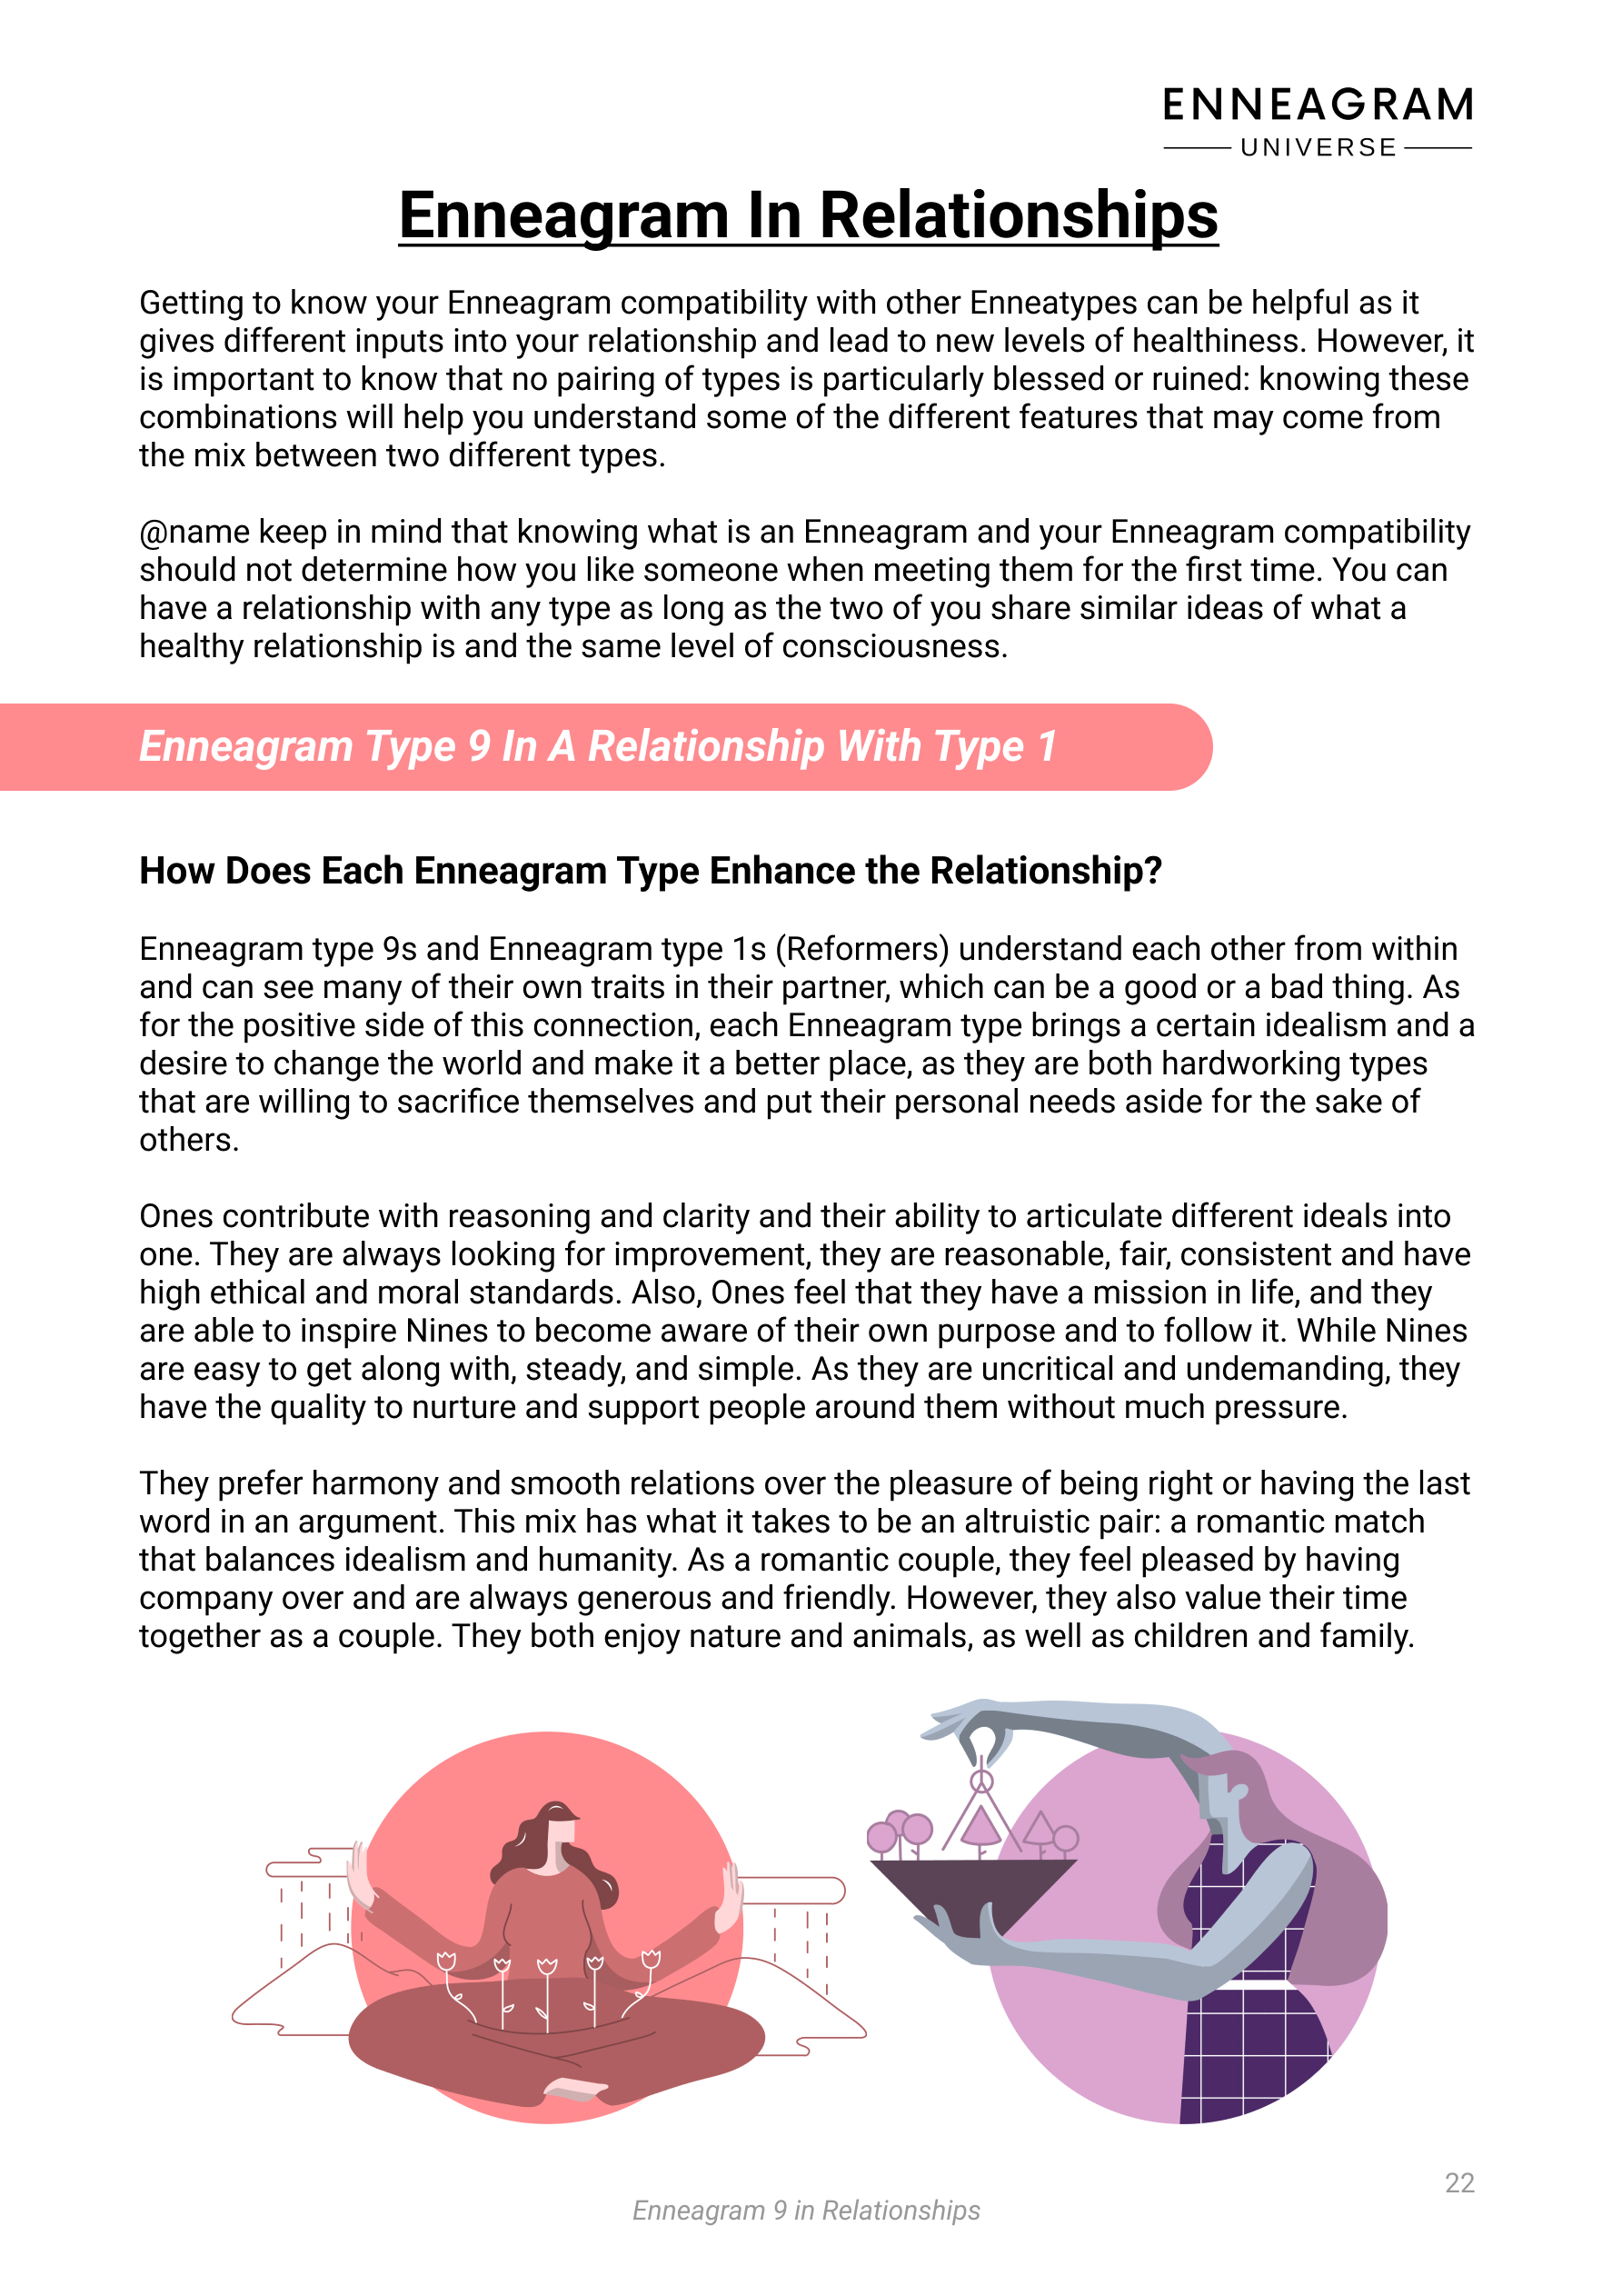 ENNEAGRAM
UNIVERSE
Enneagram In Relationships
Getting to know your Enneagram compatibility with other Enneatypes can be helpful as it
gives different inputs into your relationship and lead to new levels of healthiness. However, it
is important to know that no pairing of types is particularly blessed or ruined: knowing these
combinations will help you understand some of the different features that may come from
the mix between two different types.
@name keep in mind that knowing what is an Enneagram and your Enneagram compatibility
should not determine how you like someone when meeting them for the first time. You can
have a relationship with any type as long as the two of you share similar ideas of what a
healthy relationship is and the same level of consciousness.
Enneagram Type 9 In A Relationship With Type 1
How Does Each Enneagram Type Enhance the Relationship?
Enneagram type 9s and Enneagram type 1s (Reformers) understand each other from within
and can see many of their own traits in their partner, which can be a good or a bad thing. As
for the positive side of this connection, each Enneagram type brings a certain idealism and a
desire to change the world and make it a better place, as they are both hardworking types
that are willing to sacrifice themselves and put their personal needs aside for the sake of
others.
Ones contribute with reasoning and clarity and their ability to articulate different ideals into
one. They are always looking for improvement, they are reasonable, fair, consistent and have
high ethical and moral standards. Also, Ones feel that they have a mission in life, and they
are able to inspire Nines to become aware of their own purpose and to follow it. While Nines
are easy to get along with, steady, and simple. As they are uncritical and undemanding, they
have the quality to nurture and support people around them without much pressure.
They prefer harmony and smooth relations over the pleasure of being right or having the last
word in an argument. This mix has what it takes to be an altruistic pair: a romantic match
that balances idealism and humanity. As a romantic couple, they feel pleased by having
company over and are always generous and friendly. However, they also value their time
together as a couple. They both enjoy nature and animals, as well as children and family.
22
Enneagram 9 in Relationships